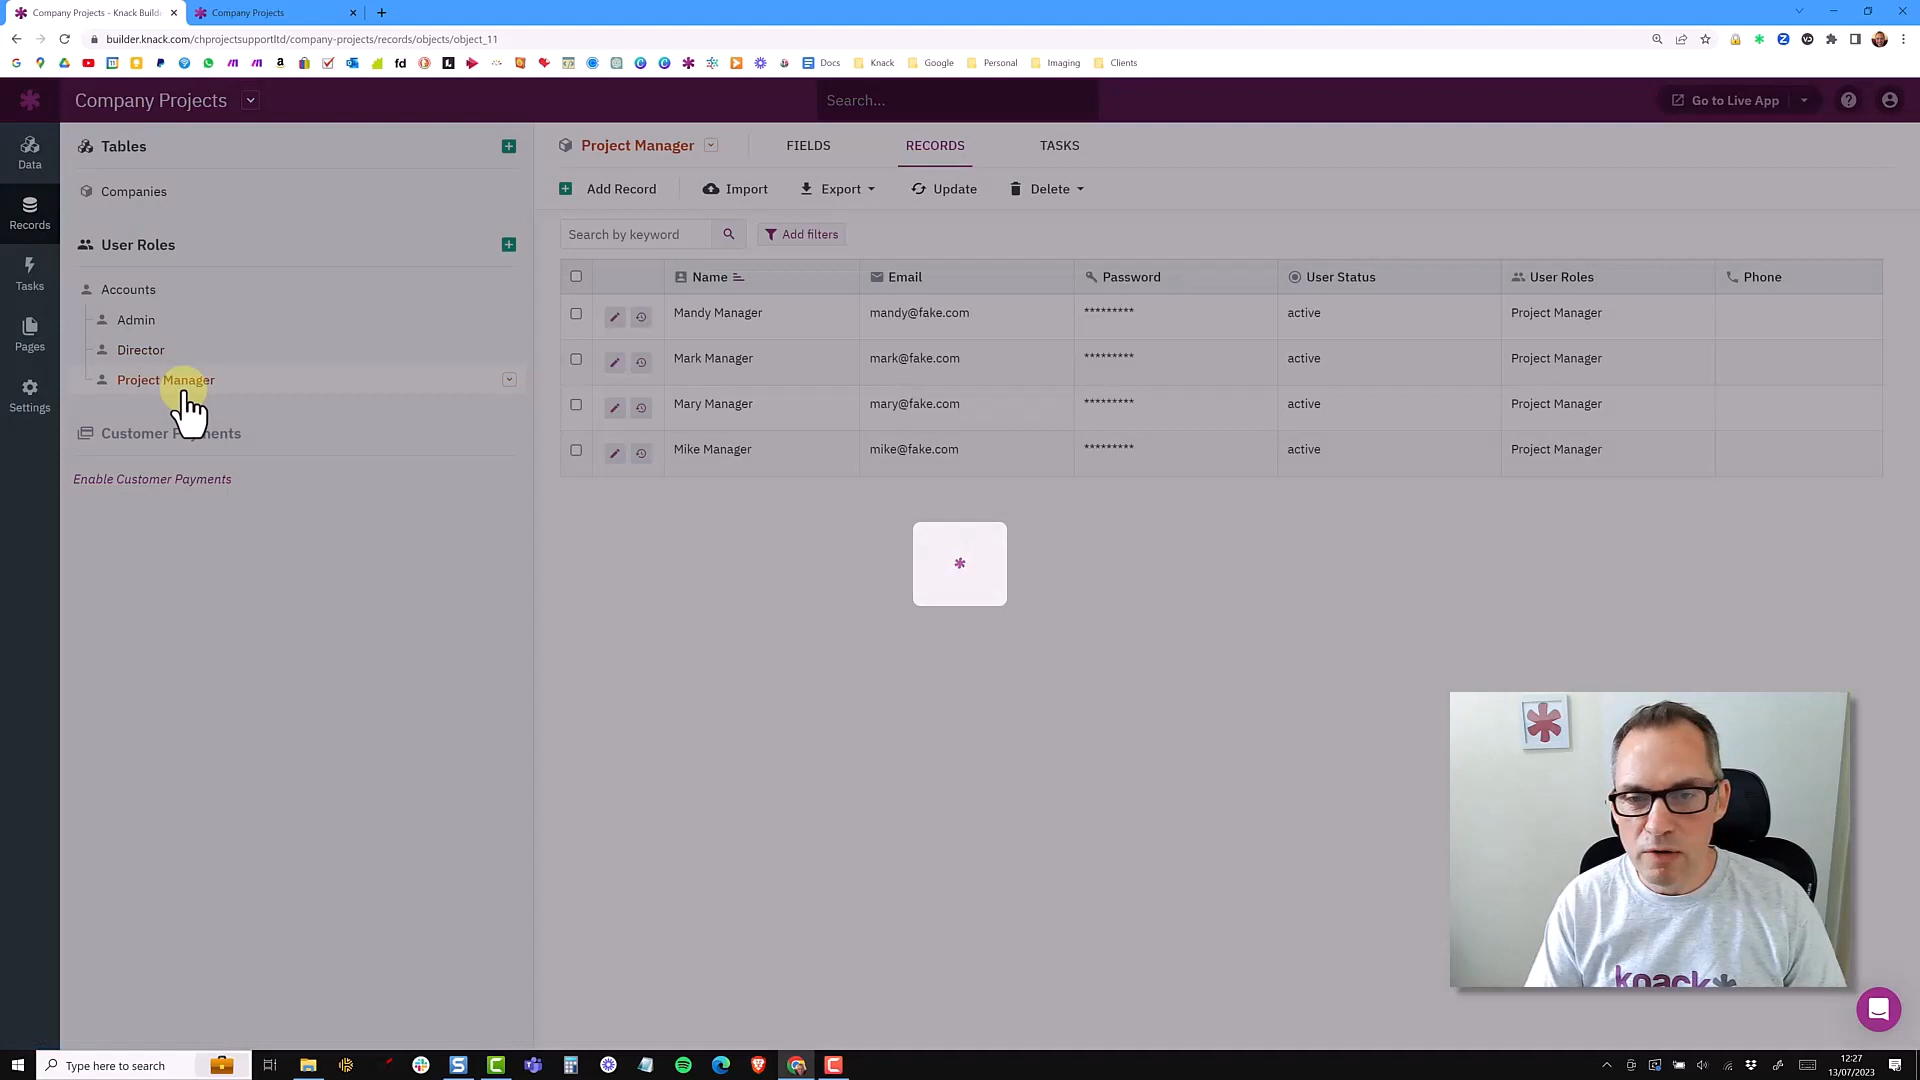 Company Projects - Knack Builde
Company Projects
builder.knack.com/chprojectsupportltd/company-projects/records/objects/object_11
fd
Docs
Knack
Google
Personal
Imaging
Clients
Company Projects
Search...
Go to Live App
Data
Records
Tasks
Pages
Settings
Tables
Companies
User Roles
Accounts
Admin
Director
Project Manager
Customer Payments
Enable Customer Payments
Project Manager
FIELDS
RECORDS
TASKS
Add Record
Import
Export
Update
Delete
Search by keyword
Add filters
Name
Email
Password
User Status
User Roles
Phone
Mandy Manager
mandy@fake.com
*********
active
Project Manager
Mark Manager
mark@fake.com
*********
active
Project Manager
Mary Manager
mary@fake.com
*********
active
Project Manager
Mike Manager
mike@fake.com
*********
active
Project Manager
knack
Type here to search
12:27
13/07/2023